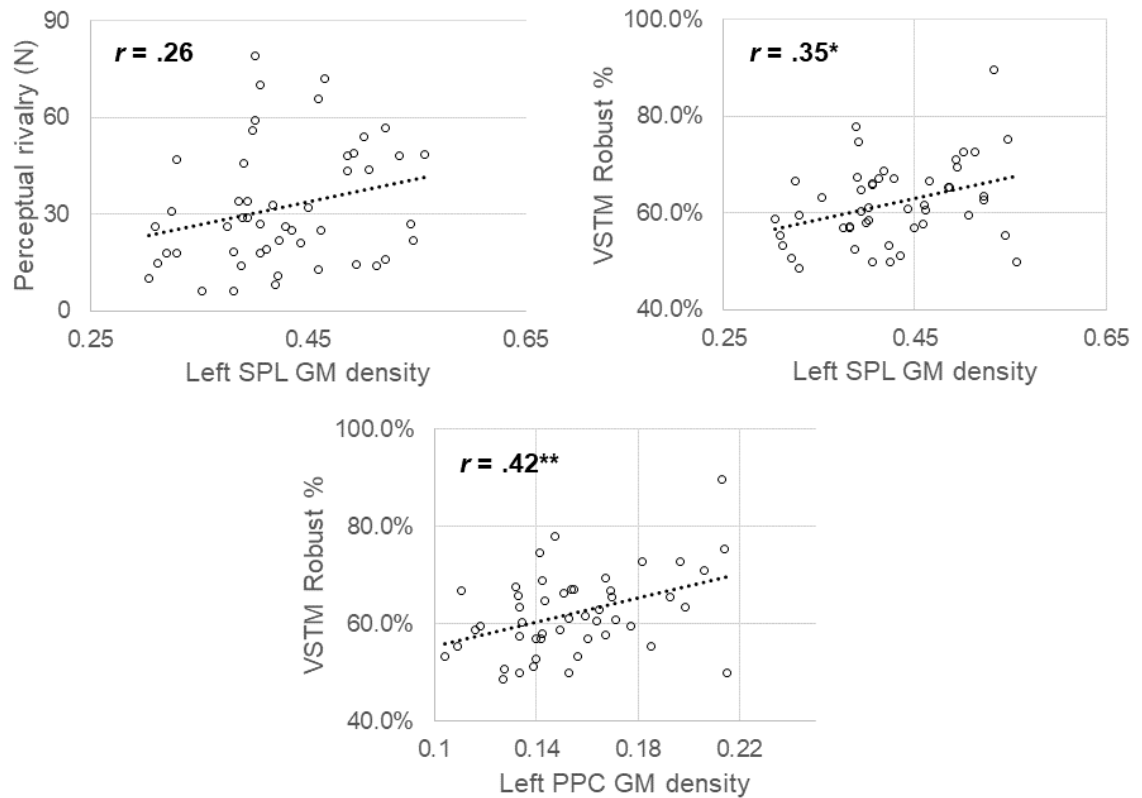 90
60
30
0
Perceptual rivalry (N)
r = .26
0.25
0.45
0.65
Left SPL GM density
100.0%
80.0%
60.0%
40.0%
VSTM Robust %
r = .35*
0.25
0.45
0.65
Left SPL GM density
100.0%
80.0%
60.0%
40.0%
VSTM Robust %
r = .42**
0.1
0.14
0.18
0.22
Left PPC GM density